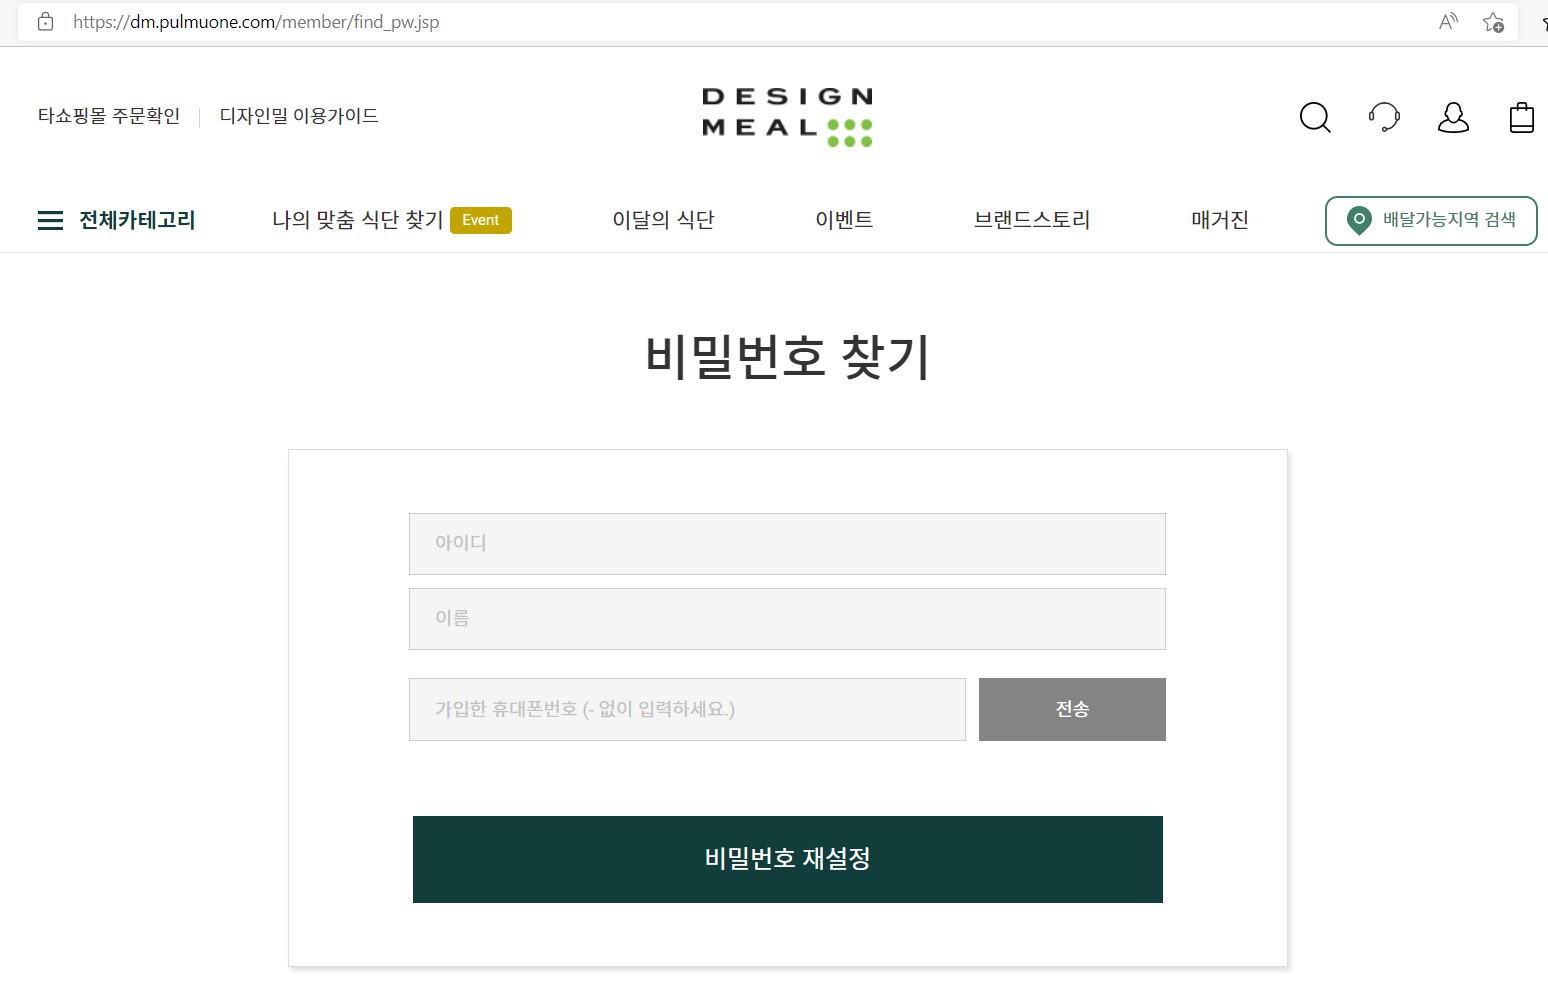 https://dm.pulmuone.com/member/find_pw.jsp
타쇼핑몰 주문확인
디자인밀 이용가이드
DESIGN
MEAL
전체카테고리
나의 맞춤 식단 찾기 Event
이달의 식단
이벤트
브랜드스토리
매거진
배달가능지역 검색
비밀번호 찾기
아이디
이름
가입한 휴대폰번호 (- 없이 입력하세요.)
전송
비밀번호 재설정